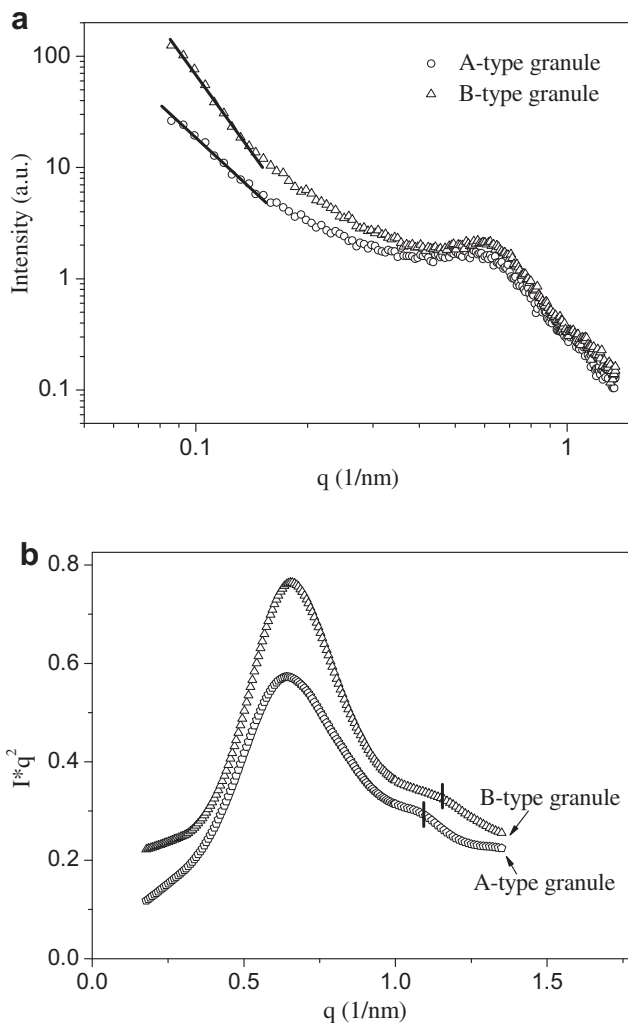 a
100
10
1
0.1
Intensity (a.u.)
A-type granule
B-type granule
0.1
1
q (1/nm)
b
0.8
0.6
0.4
0.2
0.0
I*q²
B-type granule
A-type granule
0.0
0.5
1.0
1.5
q (1/nm)